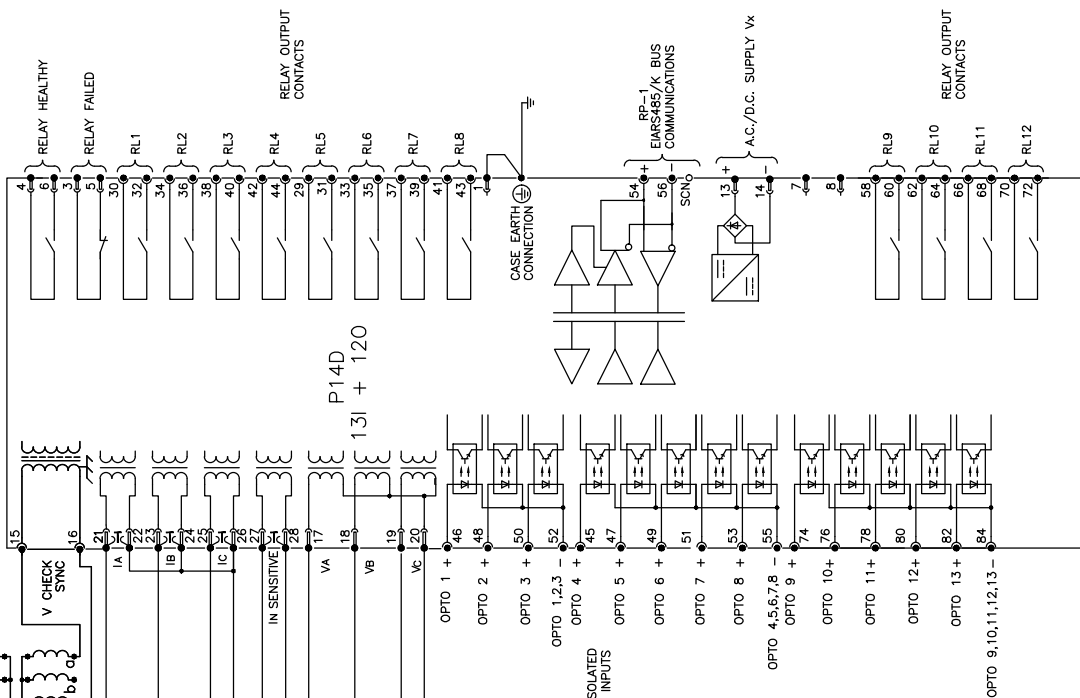 RELAY HEALTHY
RELAY FAILED
RL1
RL2
RL3
RL4
RL5
RL6
RL7
RL8
RELAY OUTPUT
CONTACTS
RP-1
EIARS485/K BUS
COMMUNICATIONS
A.C./D.C. SUPPLY Vx
RELAY OUTPUT
CONTACTS
RL9
RL10
RL11
RL12
4
6
3
5
30
32
34
36
38
40
42
44
29
31
33
35
37
39
41
43
1
54 +
56 -
SCN
13 +
14 -
7
8
58
60
62
64
66
68
70
72
CASE EARTH
CONNECTION
P14D
13I + 12O
15
16
21
22
23
24
25
26
27
28
17
18
19
20
46
48
50
52
45
47
49
51
53
55
74
76
78
80
82
84
V CHECK
SYNC
IA
IB
IC
IN SENSITIVE
VA
VB
VC
OPTO 1 +
OPTO 2 +
OPTO 3 +
OPTO 1,2,3 -
OPTO 4 +
OPTO 5 +
OPTO 6 +
OPTO 7 +
OPTO 8 +
OPTO 4,5,6,7,8 -
OPTO 9 +
OPTO 10+
OPTO 11+
OPTO 12+
OPTO 13 +
OPTO 9,10,11,12,13 -
SOLATED
INPUTS
a
b